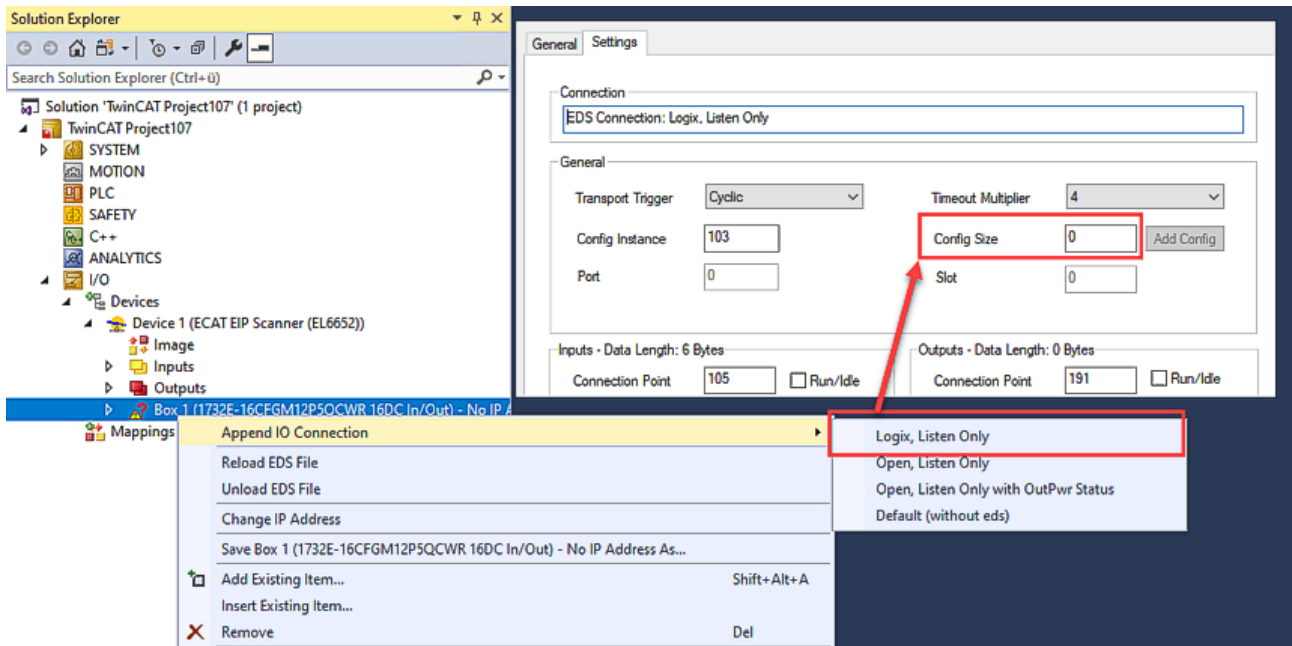 Solution Explorer
Search Solution Explorer (Ctrl+ü)
Solution 'TwinCAT Project107' (1 project)
TwinCAT Project107
SYSTEM
MOTION
PLC
SAFETY
C++
ANALYTICS
I/O
Devices
Device 1 (ECAT EIP Scanner (EL6652))
Image
Inputs
Outputs
Box 1 (1732E-16CFGM12P5QCWR 16DC In/Out) - No IP A
Mappings
General Settings
Connection
EDS Connection: Logix, Listen Only
General
Transport Trigger Cyclic Timeout Multiplier 4
Config Instance 103 Config Size 0 Add Config
Port 0 Slot 0
Inputs - Data Length: 6 Bytes Outputs - Data Length: 0 Bytes
Connection Point 105 Run/Idle Connection Point 191 Run/Idle
Append IO Connection
Reload EDS File
Unload EDS File
Change IP Address
Save Box 1 (1732E-16CFGM12P5QCWR 16DC In/Out) - No IP Address As...
Add Existing Item... Shift+Alt+A
Insert Existing Item...
Remove Del
Logix, Listen Only
Open, Listen Only
Open, Listen Only with OutPwr Status
Default (without eds)